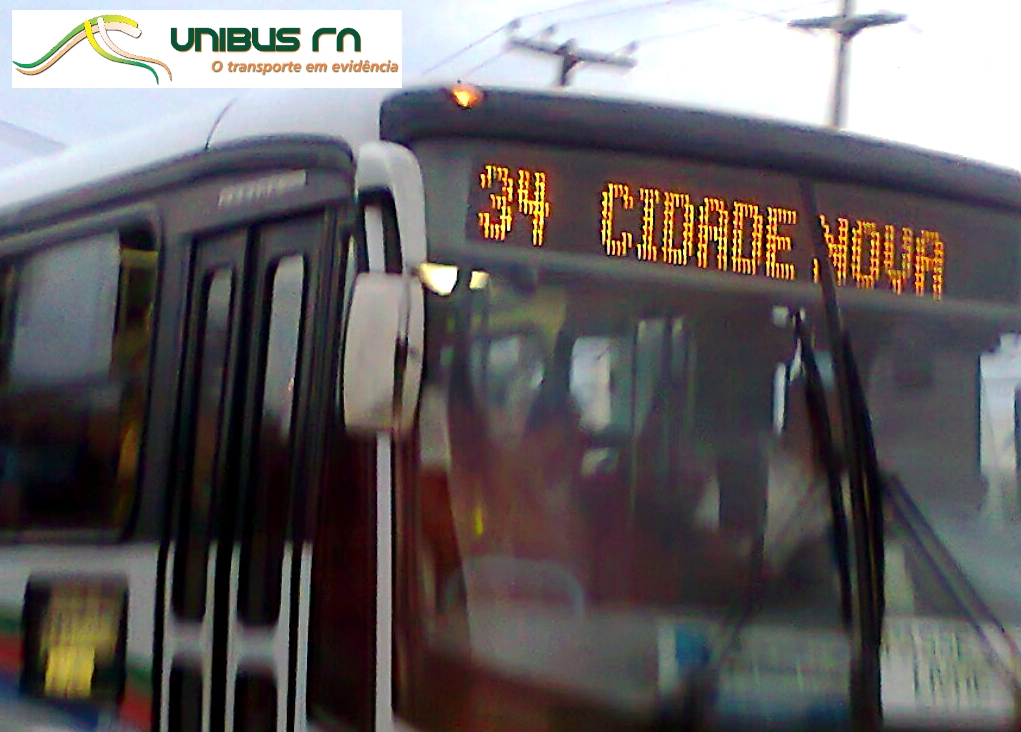 UNIBUS RN
O transporte em evidência
34 CIDADE NOVA